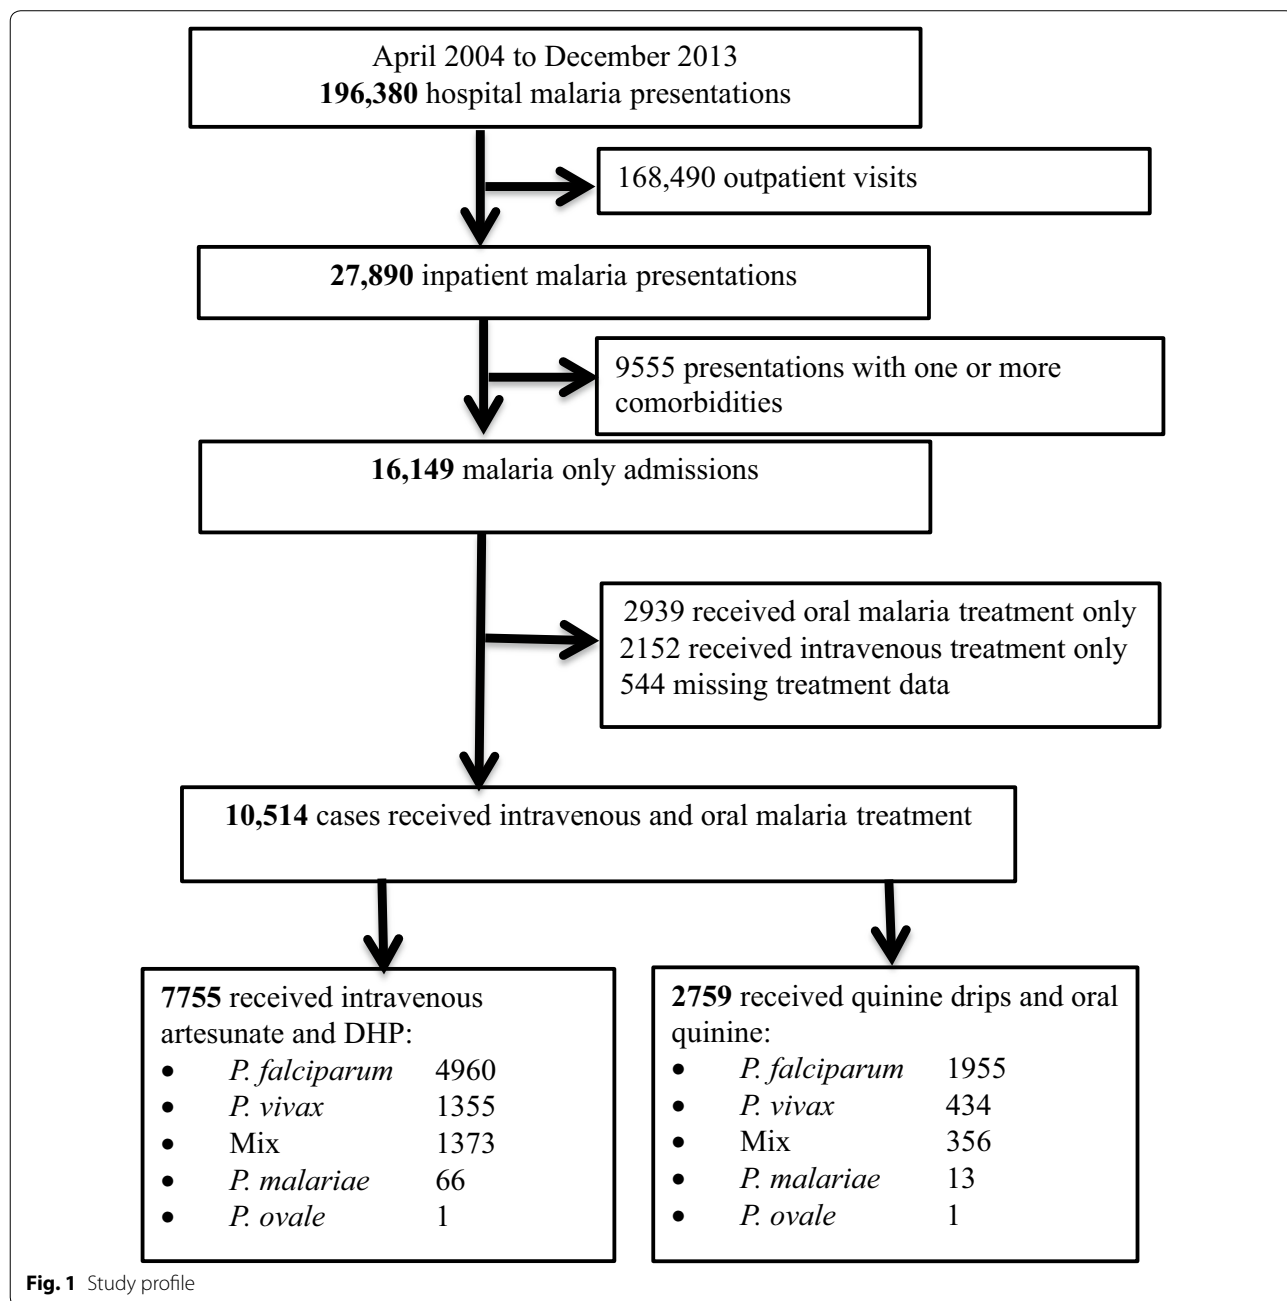 April 2004 to December 2013
196,380 hospital malaria presentations
168,490 outpatient visits
27,890 inpatient malaria presentations
9555 presentations with one or more
comorbidities
16,149 malaria only admissions
2939 received oral malaria treatment only
2152 received intravenous treatment only
544 missing treatment data
10,514 cases received intravenous and oral malaria treatment
7755 received intravenous
artesunate and DHP:
• P. falciparum 4960
• P. vivax 1355
• Mix 1373
• P. malariae 66
• P. ovale 1
2759 received quinine drips and oral
quinine:
• P. falciparum 1955
• P. vivax 434
• Mix 356
• P. malariae 13
• P. ovale 1
Fig. 1 Study profile